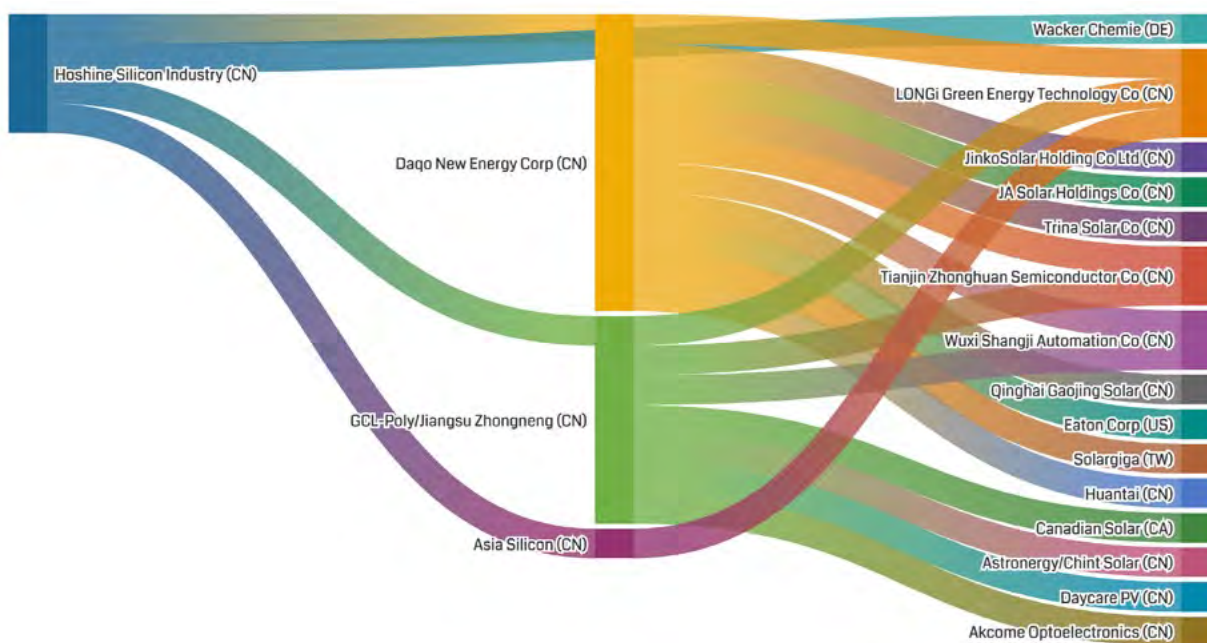 Hoshine Silicon Industry (CN)
Daqo New Energy Corp (CN)
GCL-Poly/Jiangsu Zhongneng (CN)
Asia Silicon (CN)
Wacker Chemie (DE)
LONGi Green Energy Technology Co (CN)
JinkoSolar Holding Co Ltd (CN)
JA Solar Holdings Co (CN)
Trina Solar Co (CN)
Tianjin Zhonghuan Semiconductor Co (CN)
Wuxi Shangji Automation Co (CN)
Qinghai Gaojing Solar (CN)
Eaton Corp (US)
Solargiga (TW)
Huantai (CN)
Canadian Solar (CA)
Astronergy/Chint Solar (CN)
Daycare PV (CN)
Akcome Optoelectronics (CN)